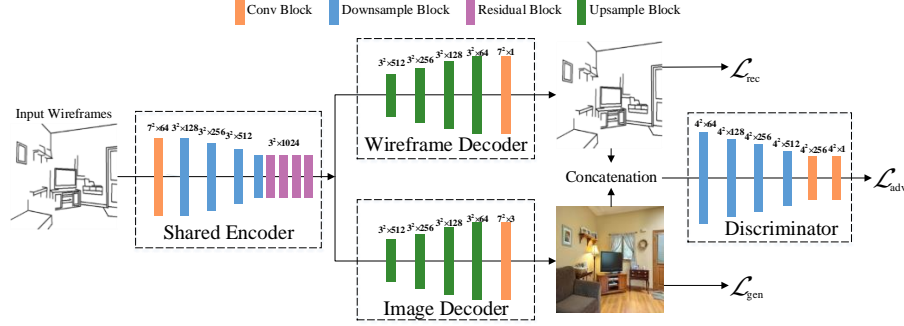 Conv Block
Downsample Block
Residual Block
Upsample Block
Input Wireframes
7²×64
3²×128
3²×256
3²×512
3²×1024
Shared Encoder
3²×512
3²×256
3²×128
3²×64
7²×1
Wireframe Decoder
3²×512
3²×256
3²×128
3²×64
7²×3
Image Decoder
ℒrec
Concatenation
ℒgen
4²×64
4²×128
4²×256
4²×512
4²×256
4²×1
Discriminator
ℒadv